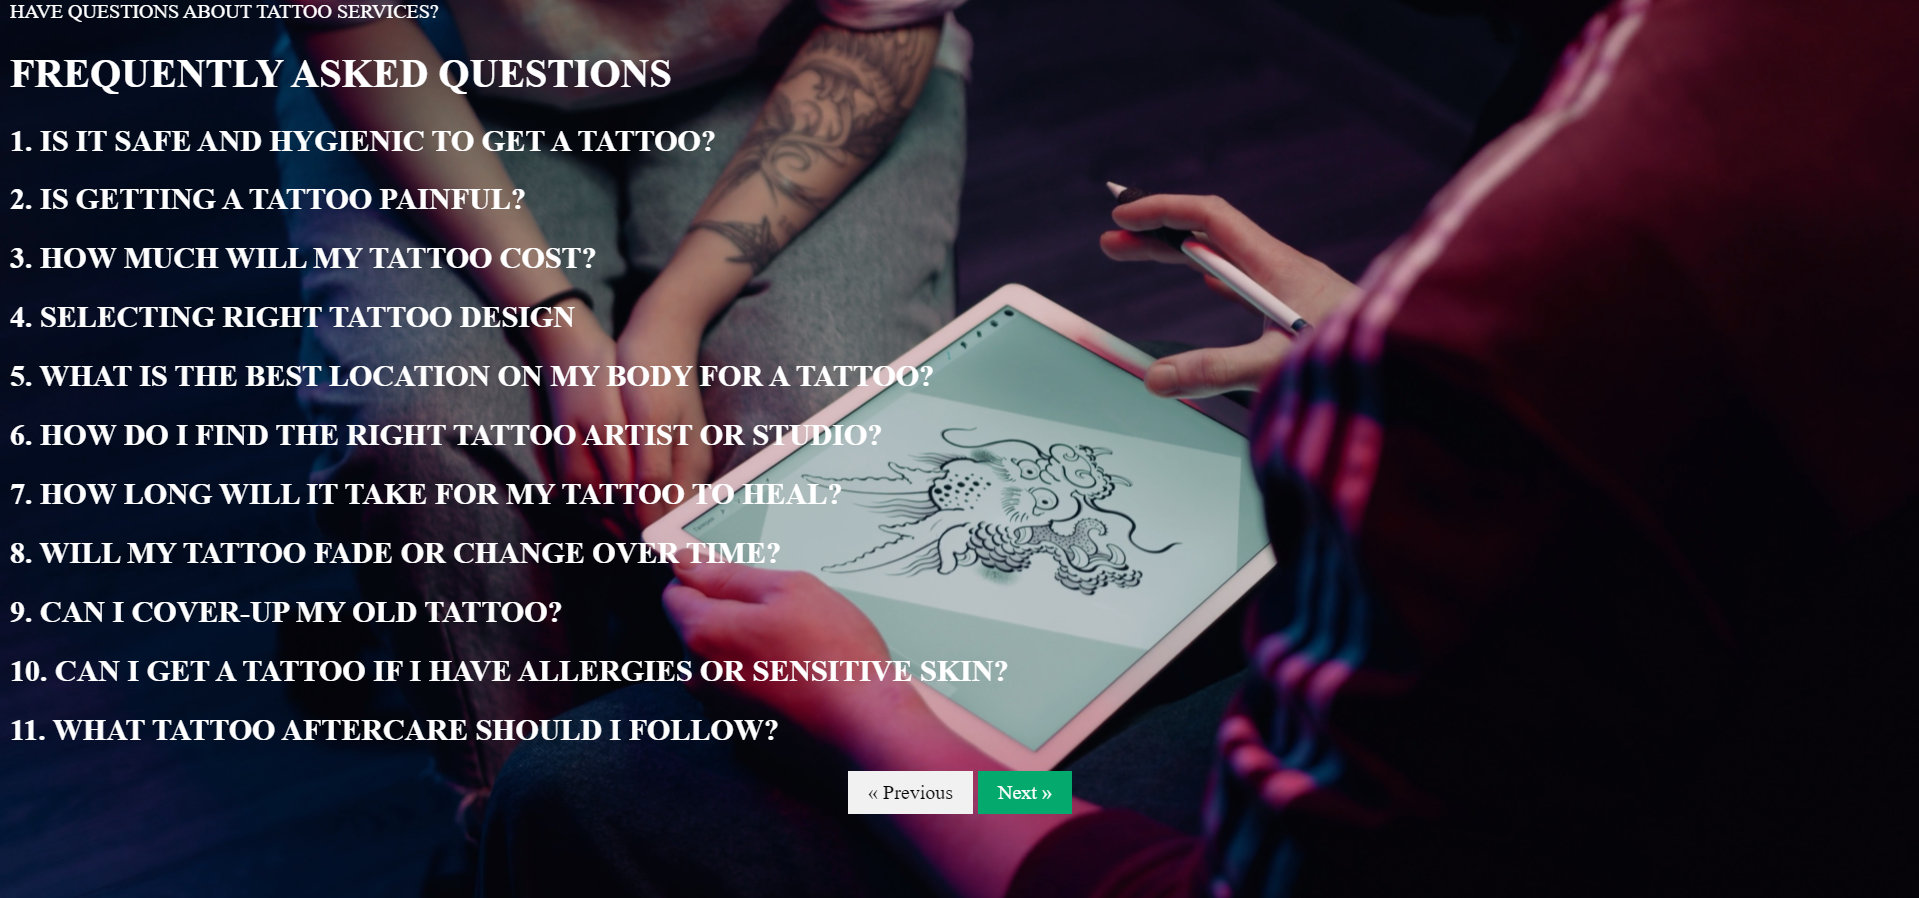 HAVE QUESTIONS ABOUT TATTOO SERVICES?
FREQUENTLY ASKED QUESTIONS
1. IS IT SAFE AND HYGIENIC TO GET A TATTOO?
2. IS GETTING A TATTOO PAINFUL?
3. HOW MUCH WILL MY TATTOO COST?
4. SELECTING RIGHT TATTOO DESIGN
5. WHAT IS THE BEST LOCATION ON MY BODY FOR A TATTOO?
6. HOW DO I FIND THE RIGHT TATTOO ARTIST OR STUDIO?
7. HOW LONG WILL IT TAKE FOR MY TATTOO TO HEAL?
8. WILL MY TATTOO FADE OR CHANGE OVER TIME?
9. CAN I COVER-UP MY OLD TATTOO?
10. CAN I GET A TATTOO IF I HAVE ALLERGIES OR SENSITIVE SKIN?
11. WHAT TATTOO AFTERCARE SHOULD I FOLLOW?
« Previous Next »